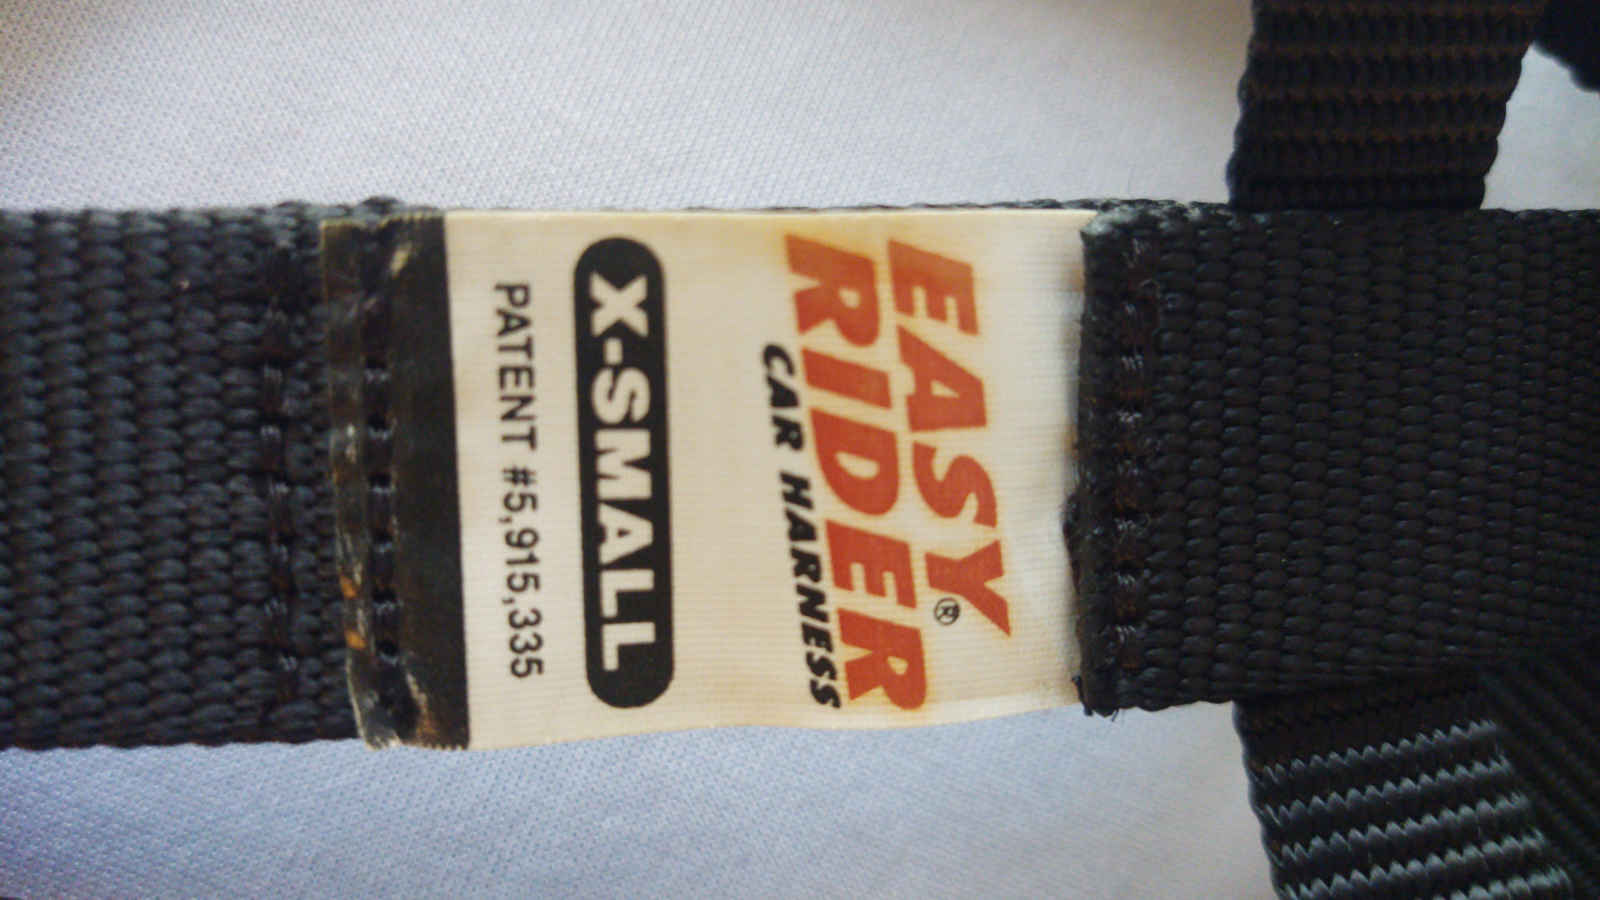 EASY
RIDER®
CAR HARNESS
X-SMALL
PATENT #5,915,335